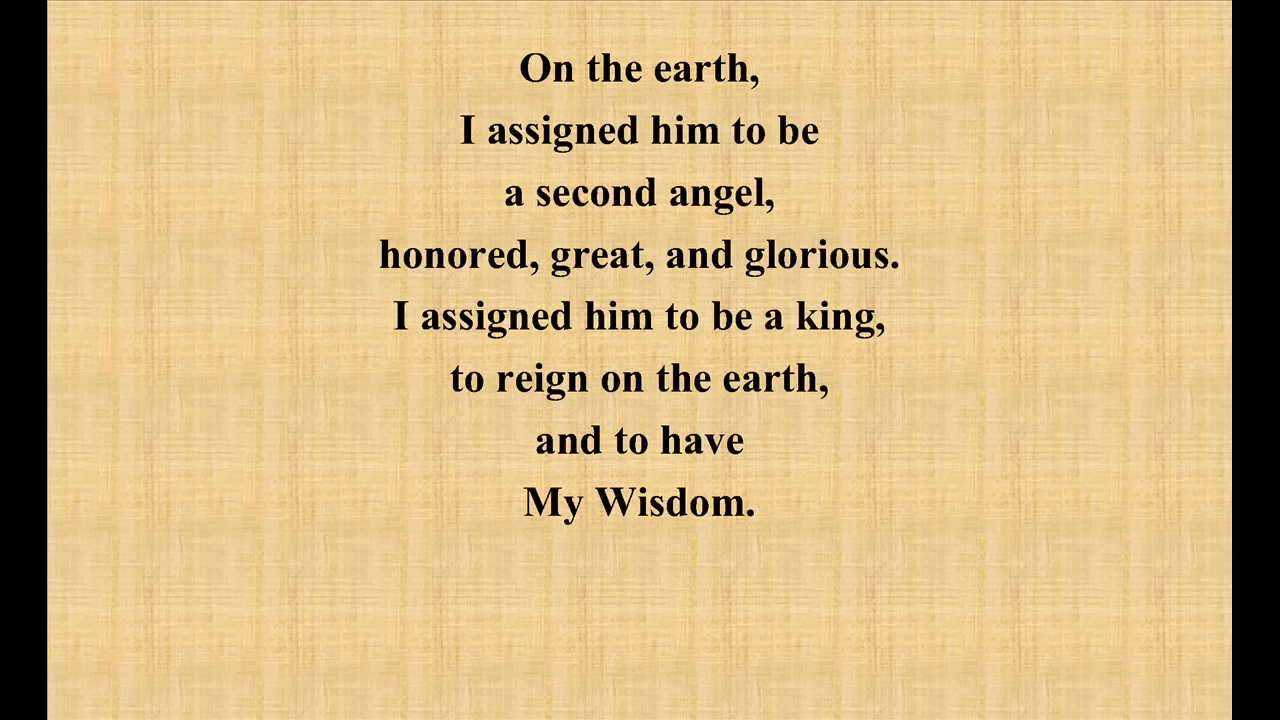 On the earth,
I assigned him to be
a second angel,
honored, great, and glorious.
I assigned him to be a king,
to reign on the earth,
and to have
My Wisdom.